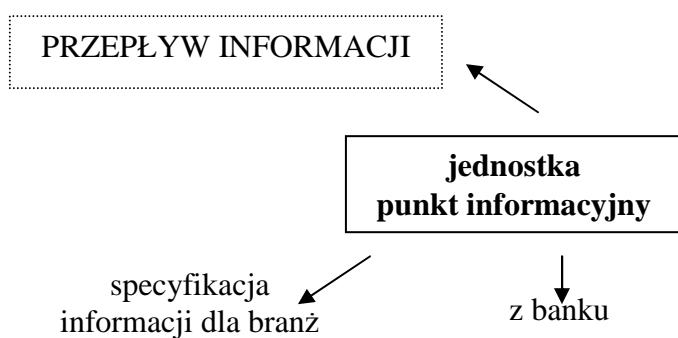 PRZEPŁYW INFORMACJI
jednostka
punkt informacyjny
specyfikacja
informacji dla branż
z banku